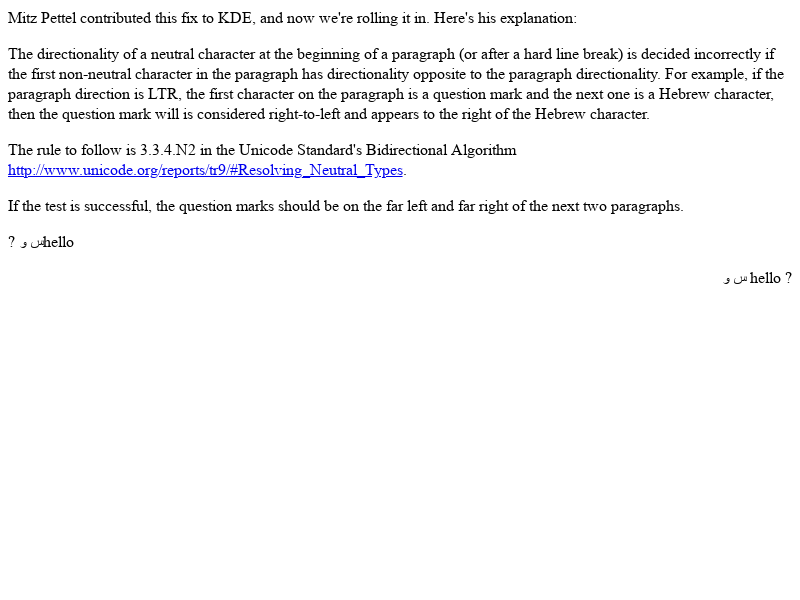 Mitz Pettel contributed this fix to KDE, and now we're rolling it in. Here's his explanation:
The directionality of a neutral character at the beginning of a paragraph (or after a hard line break) is decided incorrectly if
the first non-neutral character in the paragraph has directionality opposite to the paragraph directionality. For example, if the
paragraph direction is LTR, the first character on the paragraph is a question mark and the next one is a Hebrew character,
then the question mark will is considered right-to-left and appears to the right of the Hebrew character.
The rule to follow is 3.3.4.N2 in the Unicode Standard's Bidirectional Algorithm
http://www.unicode.org/reports/tr9/#Resolving_Neutral_Types.
If the test is successful, the question marks should be on the far left and far right of the next two paragraphs.
? س وhello
? hello س و